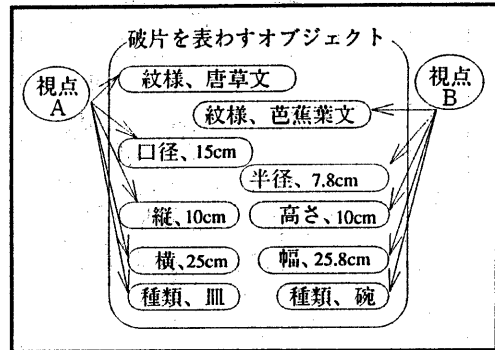 破片を表わすオブジェクト
視点
A
視点
B
紋様、唐草文
紋様、芭蕉葉文
口径、15cm
半径、7.8cm
縦、10cm
高さ、10cm
横、25cm
幅、25.8cm
種類、皿
種類、碗